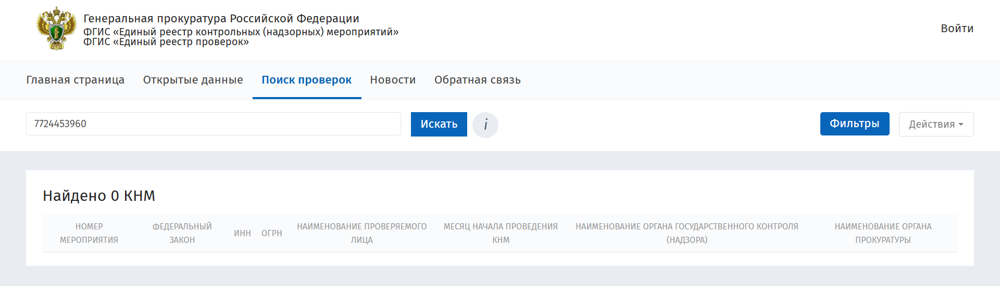 Генеральная прокуратура Российской Федерации
ФГИС «Единый реестр контрольных (надзорных) мероприятий»
ФГИС «Единый реестр проверок»
Войти
Главная страница Открытые данные Поиск проверок Новости Обратная связь
7724453960 Искать i Фильтры Действия
Найдено 0 КНМ
НОМЕР МЕРОПРИЯТИЯ
ФЕДЕРАЛЬНЫЙ ЗАКОН
ИНН
ОГРН
НАИМЕНОВАНИЕ ПРОВЕРЯЕМОГО ЛИЦА
МЕСЯЦ НАЧАЛА ПРОВЕДЕНИЯ КНМ
НАИМЕНОВАНИЕ ОРГАНА ГОСУДАРСТВЕННОГО КОНТРОЛЯ (НАДЗОРА)
НАИМЕНОВАНИЕ ОРГАНА ПРОКУРАТУРЫ